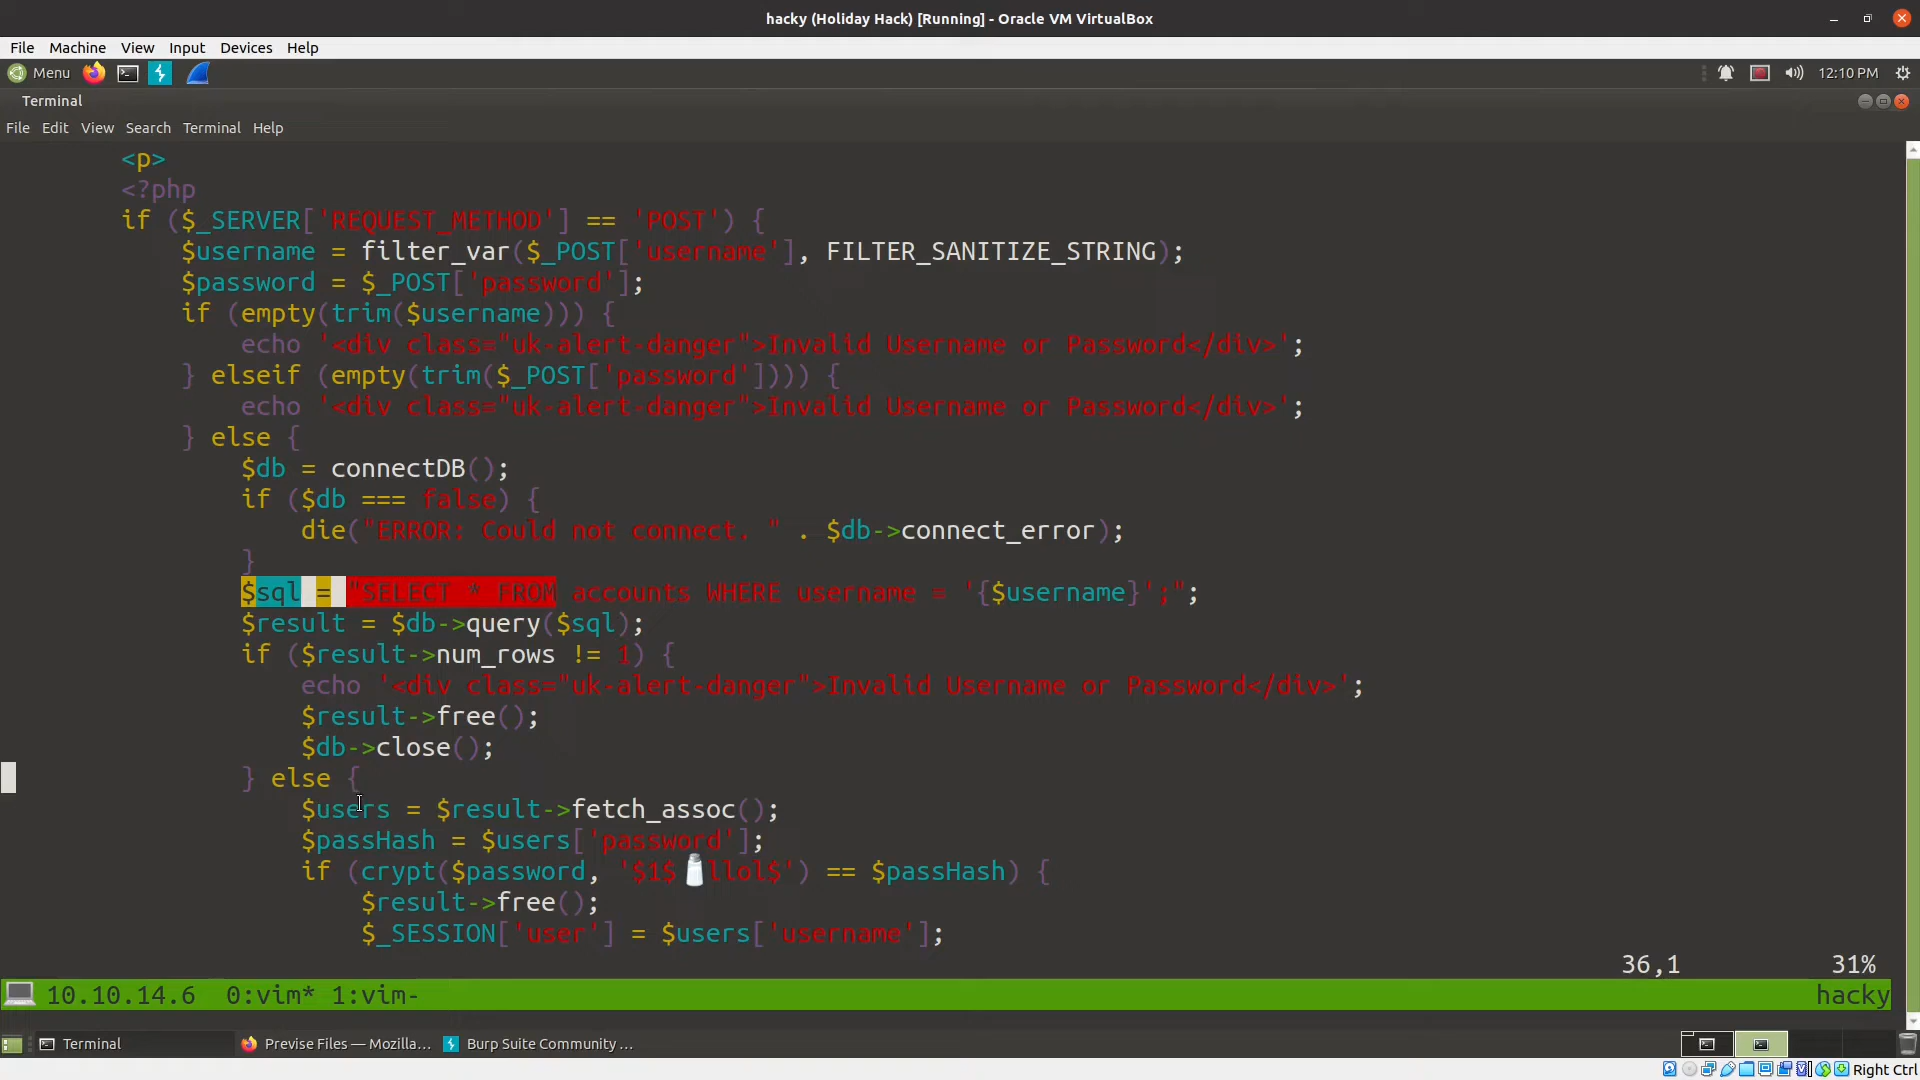 hacky (Holiday Hack) [Running] - Oracle VM VirtualBox
File Machine View Input Devices Help
Menu 12:10 PM
Terminal
File Edit View Search Terminal Help
<p>
<?php
if ($_SERVER['REQUEST_METHOD'] == 'POST') {
$username = filter_var($_POST['username'], FILTER_SANITIZE_STRING);
$password = $_POST['password'];
if (empty(trim($username))) {
echo '<div class="uk-alert-danger">Invalid Username or Password</div>';
} elseif (empty(trim($_POST['password']))) {
echo '<div class="uk-alert-danger">Invalid Username or Password</div>';
} else {
$db = connectDB();
if ($db === false) {
die("ERROR: Could not connect. " . $db->connect_error);
}
$sql = "SELECT * FROM accounts WHERE username = '{$username}';";
$result = $db->query($sql);
if ($result->num_rows != 1) {
echo '<div class="uk-alert-danger">Invalid Username or Password</div>';
$result->free();
$db->close();
} else {
$users = $result->fetch_assoc();
$passHash = $users['password'];
if (crypt($password, '$1$🧂llol$') == $passHash) {
$result->free();
$_SESSION['user'] = $users['username'];
36,1 31%
10.10.14.6 0:vim* 1:vim- hacky
Terminal Previse Files — Mozilla... Burp Suite Community ...
Right Ctrl